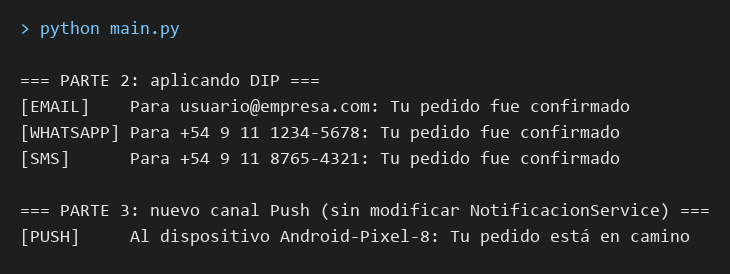 > python main.py
=== PARTE 2: aplicando DIP ===
[EMAIL]    Para usuario@empresa.com: Tu pedido fue confirmado
[WHATSAPP] Para +54 9 11 1234-5678: Tu pedido fue confirmado
[SMS]      Para +54 9 11 8765-4321: Tu pedido fue confirmado
=== PARTE 3: nuevo canal Push (sin modificar NotificacionService) ===
[PUSH]     Al dispositivo Android-Pixel-8: Tu pedido está en camino